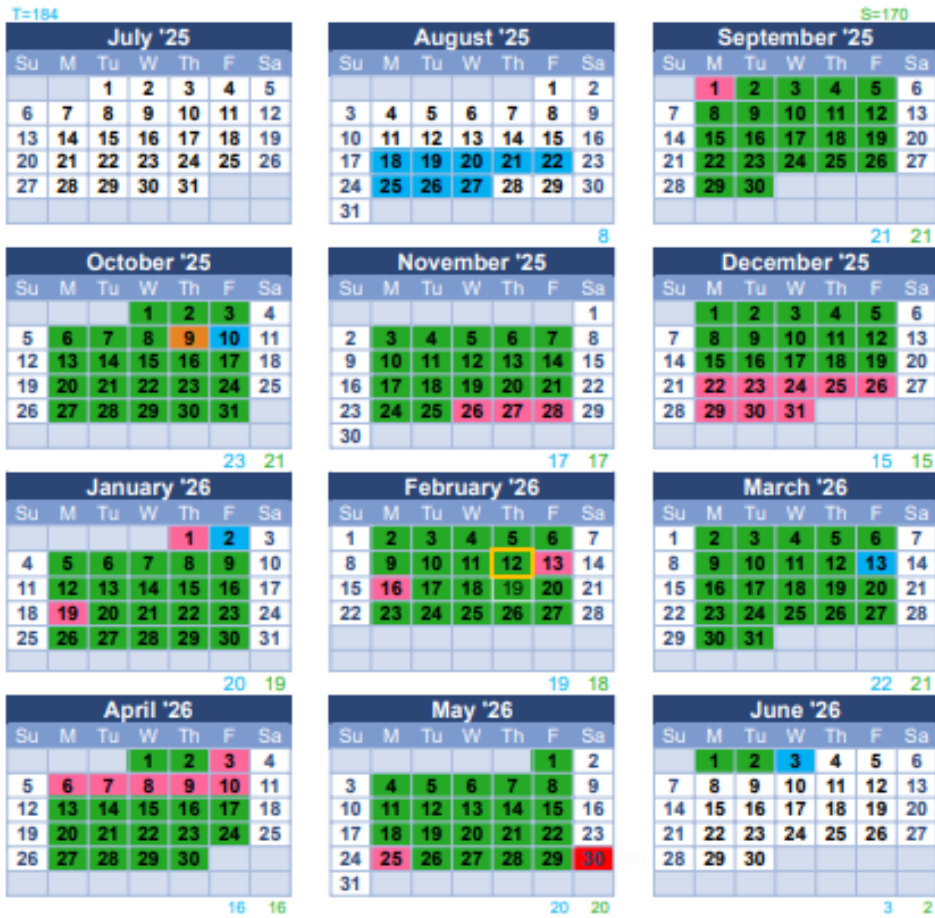 T=184 S=170
July '25
Su M Tu W Th F Sa
1 2 3 4 5
6 7 8 9 10 11 12
13 14 15 16 17 18 19
20 21 22 23 24 25 26
27 28 29 30 31
August '25
Su M Tu W Th F Sa
1 2
3 4 5 6 7 8 9
10 11 12 13 14 15 16
17 18 19 20 21 22 23
24 25 26 27 28 29 30
31
8
September '25
Su M Tu W Th F Sa
1 2 3 4 5 6
7 8 9 10 11 12 13
14 15 16 17 18 19 20
21 22 23 24 25 26 27
28 29 30
21 21
October '25
Su M Tu W Th F Sa
1 2 3 4
5 6 7 8 9 10 11
12 13 14 15 16 17 18
19 20 21 22 23 24 25
26 27 28 29 30 31
23 21
November '25
Su M Tu W Th F Sa
1
2 3 4 5 6 7 8
9 10 11 12 13 14 15
16 17 18 19 20 21 22
23 24 25 26 27 28 29
30
17 17
December '25
Su M Tu W Th F Sa
1 2 3 4 5 6
7 8 9 10 11 12 13
14 15 16 17 18 19 20
21 22 23 24 25 26 27
28 29 30 31
15 15
January '26
Su M Tu W Th F Sa
1 2 3
4 5 6 7 8 9 10
11 12 13 14 15 16 17
18 19 20 21 22 23 24
25 26 27 28 29 30 31
20 19
February '26
Su M Tu W Th F Sa
1 2 3 4 5 6 7
8 9 10 11 12 13 14
15 16 17 18 19 20 21
22 23 24 25 26 27 28
19 18
March '26
Su M Tu W Th F Sa
1 2 3 4 5 6 7
8 9 10 11 12 13 14
15 16 17 18 19 20 21
22 23 24 25 26 27 28
29 30 31
22 21
April '26
Su M Tu W Th F Sa
1 2 3 4
5 6 7 8 9 10 11
12 13 14 15 16 17 18
19 20 21 22 23 24 25
26 27 28 29 30
16 16
May '26
Su M Tu W Th F Sa
1 2
3 4 5 6 7 8 9
10 11 12 13 14 15 16
17 18 19 20 21 22 23
24 25 26 27 28 29 30
31
20 20
June '26
Su M Tu W Th F Sa
1 2 3 4 5 6
7 8 9 10 11 12 13
14 15 16 17 18 19 20
21 22 23 24 25 26 27
28 29 30
3 2